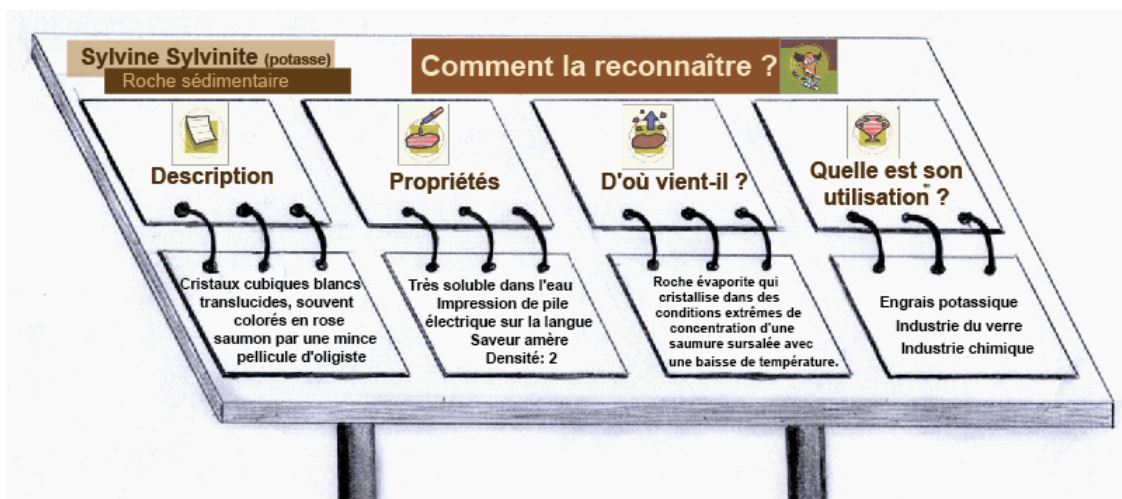 Sylvine Sylvinite (potasse)
Roche sédimentaire
Comment la reconnaître ?
Description
Propriétés
D'où vient-il ?
Quelle est son
utilisation ?
Cristaux cubiques blancs
translucides, souvent
colorés en rose
saumon par une mince
pellicule d'oligiste
Très soluble dans l'eau
Impression de pile
électrique sur la langue
Saveur amère
Densité: 2
Roche évaporite qui
cristallise dans des
conditions extrêmes de
concentration d'une
saumure sursalée avec
une baisse de température.
Engrais potassique
Industrie du verre
Industrie chimique